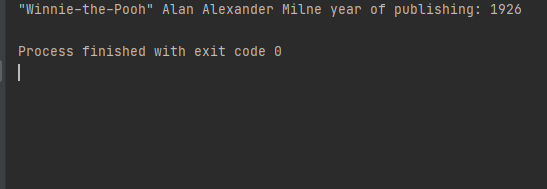 "Winnie-the-Pooh" Alan Alexander Milne year of publishing: 1926
Process finished with exit code 0